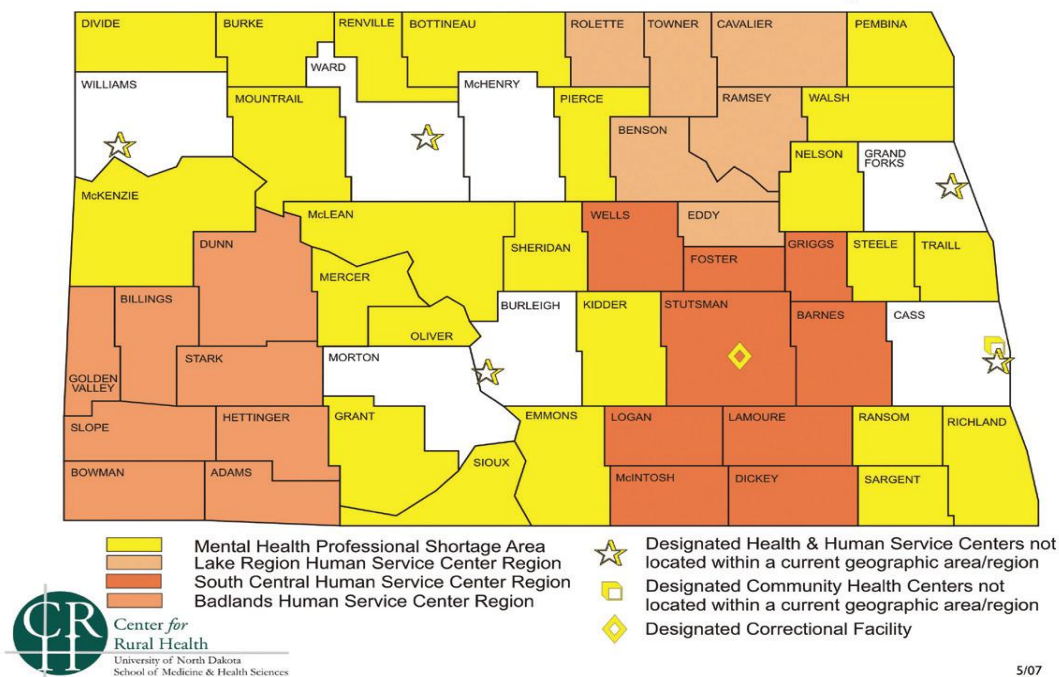 DIVIDE
BURKE
RENVILLE
BOTTINEAU
ROLETTE
TOWNER
CAVALIER
PEMBINA
WILLIAMS
WARD
McHENRY
MOUNTRAIL
PIERCE
RAMSEY
WALSH
BENSON
NELSON
GRAND
FORKS
McKENZIE
McLEAN
WELLS
EDDY
DUNN
SHERIDAN
FOSTER
GRIGGS
STEELE
TRAILL
MERCER
BILLINGS
BURLEIGH
KIDDER
STUTSMAN
BARNES
CASS
OLIVER
STARK
MORTON
GOLDEN
VALLEY
GRANT
EMMONS
LOGAN
LAMOURE
RANSOM
RICHLAND
SLOPE
HETTINGER
SIOUX
BOWMAN
ADAMS
McINTOSH
DICKEY
SARGENT
Mental Health Professional Shortage Area
Lake Region Human Service Center Region
South Central Human Service Center Region
Badlands Human Service Center Region
Designated Health & Human Service Centers not
located within a current geographic area/region
Designated Community Health Centers not
located within a current geographic area/region
Designated Correctional Facility
CRH
Center for
Rural Health
University of North Dakota
School of Medicine & Health Sciences
5/07